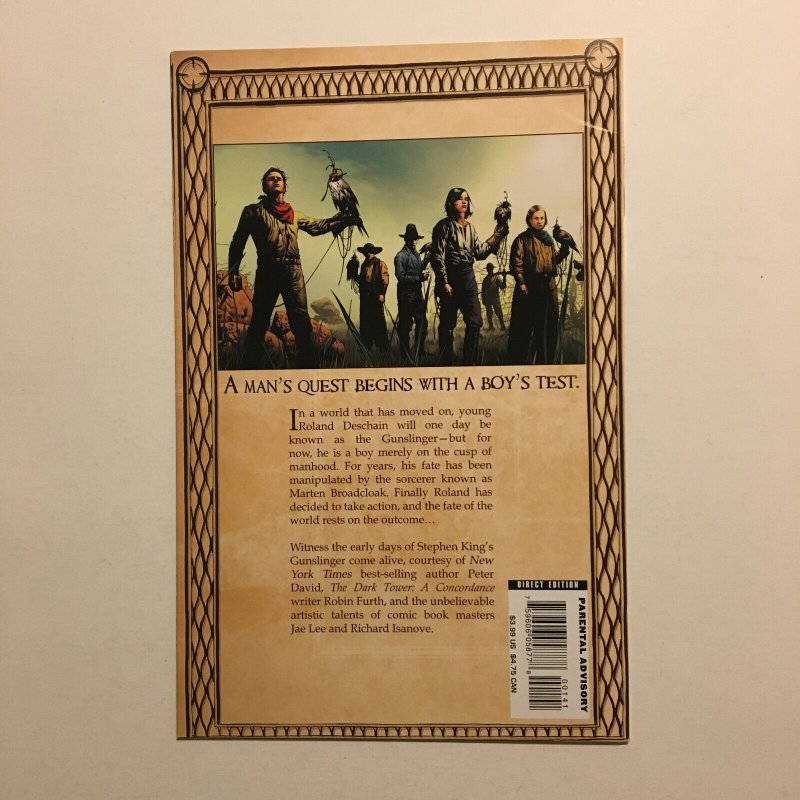 A MAN'S QUEST BEGINS WITH A BOY'S TEST.
In a world that has moved on, young
Roland Deschain will one day be
known as the Gunslinger—but for
now, he is a boy merely on the cusp of
manhood. For years, his fate has been
manipulated by the sorcerer known as
Marten Broadcloak. Finally Roland has
decided to take action, and the fate of the
world rests on the outcome…
Witness the early days of Stephen King's
Gunslinger come alive, courtesy of New
York Times best-selling author Peter
David, The Dark Tower: A Concordance
writer Robin Furth, and the unbelievable
artistic talents of comic book masters
Jae Lee and Richard Isanove.
DIRECT EDITION
PARENTAL ADVISORY
00141
7 59606 05877 8
$3.99 US $4.75 CAN